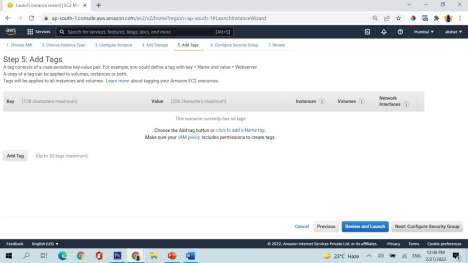 Launch instance wizard | EC2 M
ap-south-1.console.aws.amazon.com/ec2/v2/home?region=ap-south-1#LaunchInstanceWizard:
aws Services Search for services, features, blogs, docs, and more [Alt+S] Mumbai akshat
1. Choose AMI 2. Choose Instance Type 3. Configure Instance 4. Add Storage 5. Add Tags 6. Configure Security Group 7. Review
Step 5: Add Tags
A tag consists of a case-sensitive key-value pair. For example, you could define a tag with key = Name and value = Webserver.
A copy of a tag can be applied to volumes, instances or both.
Tags will be applied to all instances and volumes. Learn more about tagging your Amazon EC2 resources.
Key (128 characters maximum) Value (256 characters maximum) Instances Volumes Network Interfaces
This resource currently has no tags
Choose the Add tag button or click to add a Name tag.
Make sure your IAM policy includes permissions to create tags.
Add Tag (Up to 50 tags maximum)
Cancel Previous Review and Launch Next: Configure Security Group
Feedback English (US) © 2022, Amazon Internet Services Private Ltd. or its affiliates. Privacy Terms Cookie preferences
23°C Haze ENG 12:08 PM
2/27/2022